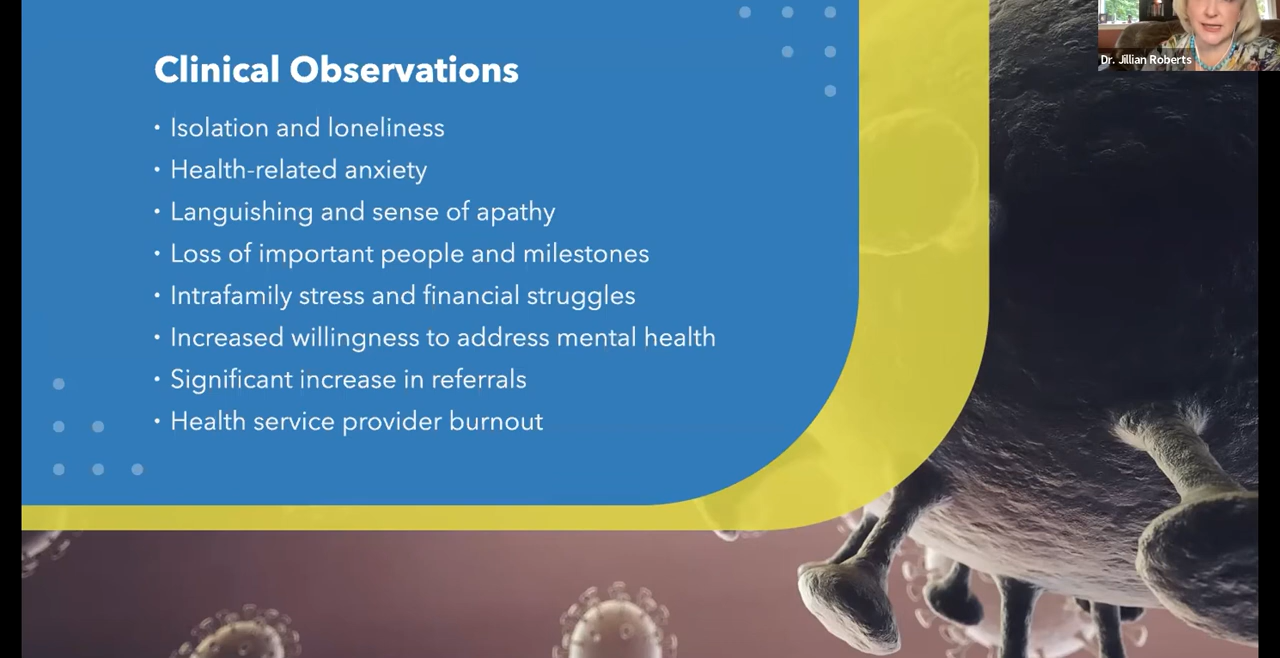 Clinical Observations
• Isolation and loneliness
• Health-related anxiety
• Languishing and sense of apathy
• Loss of important people and milestones
• Intrafamily stress and financial struggles
• Increased willingness to address mental health
• Significant increase in referrals
• Health service provider burnout
Dr. Jillian Roberts